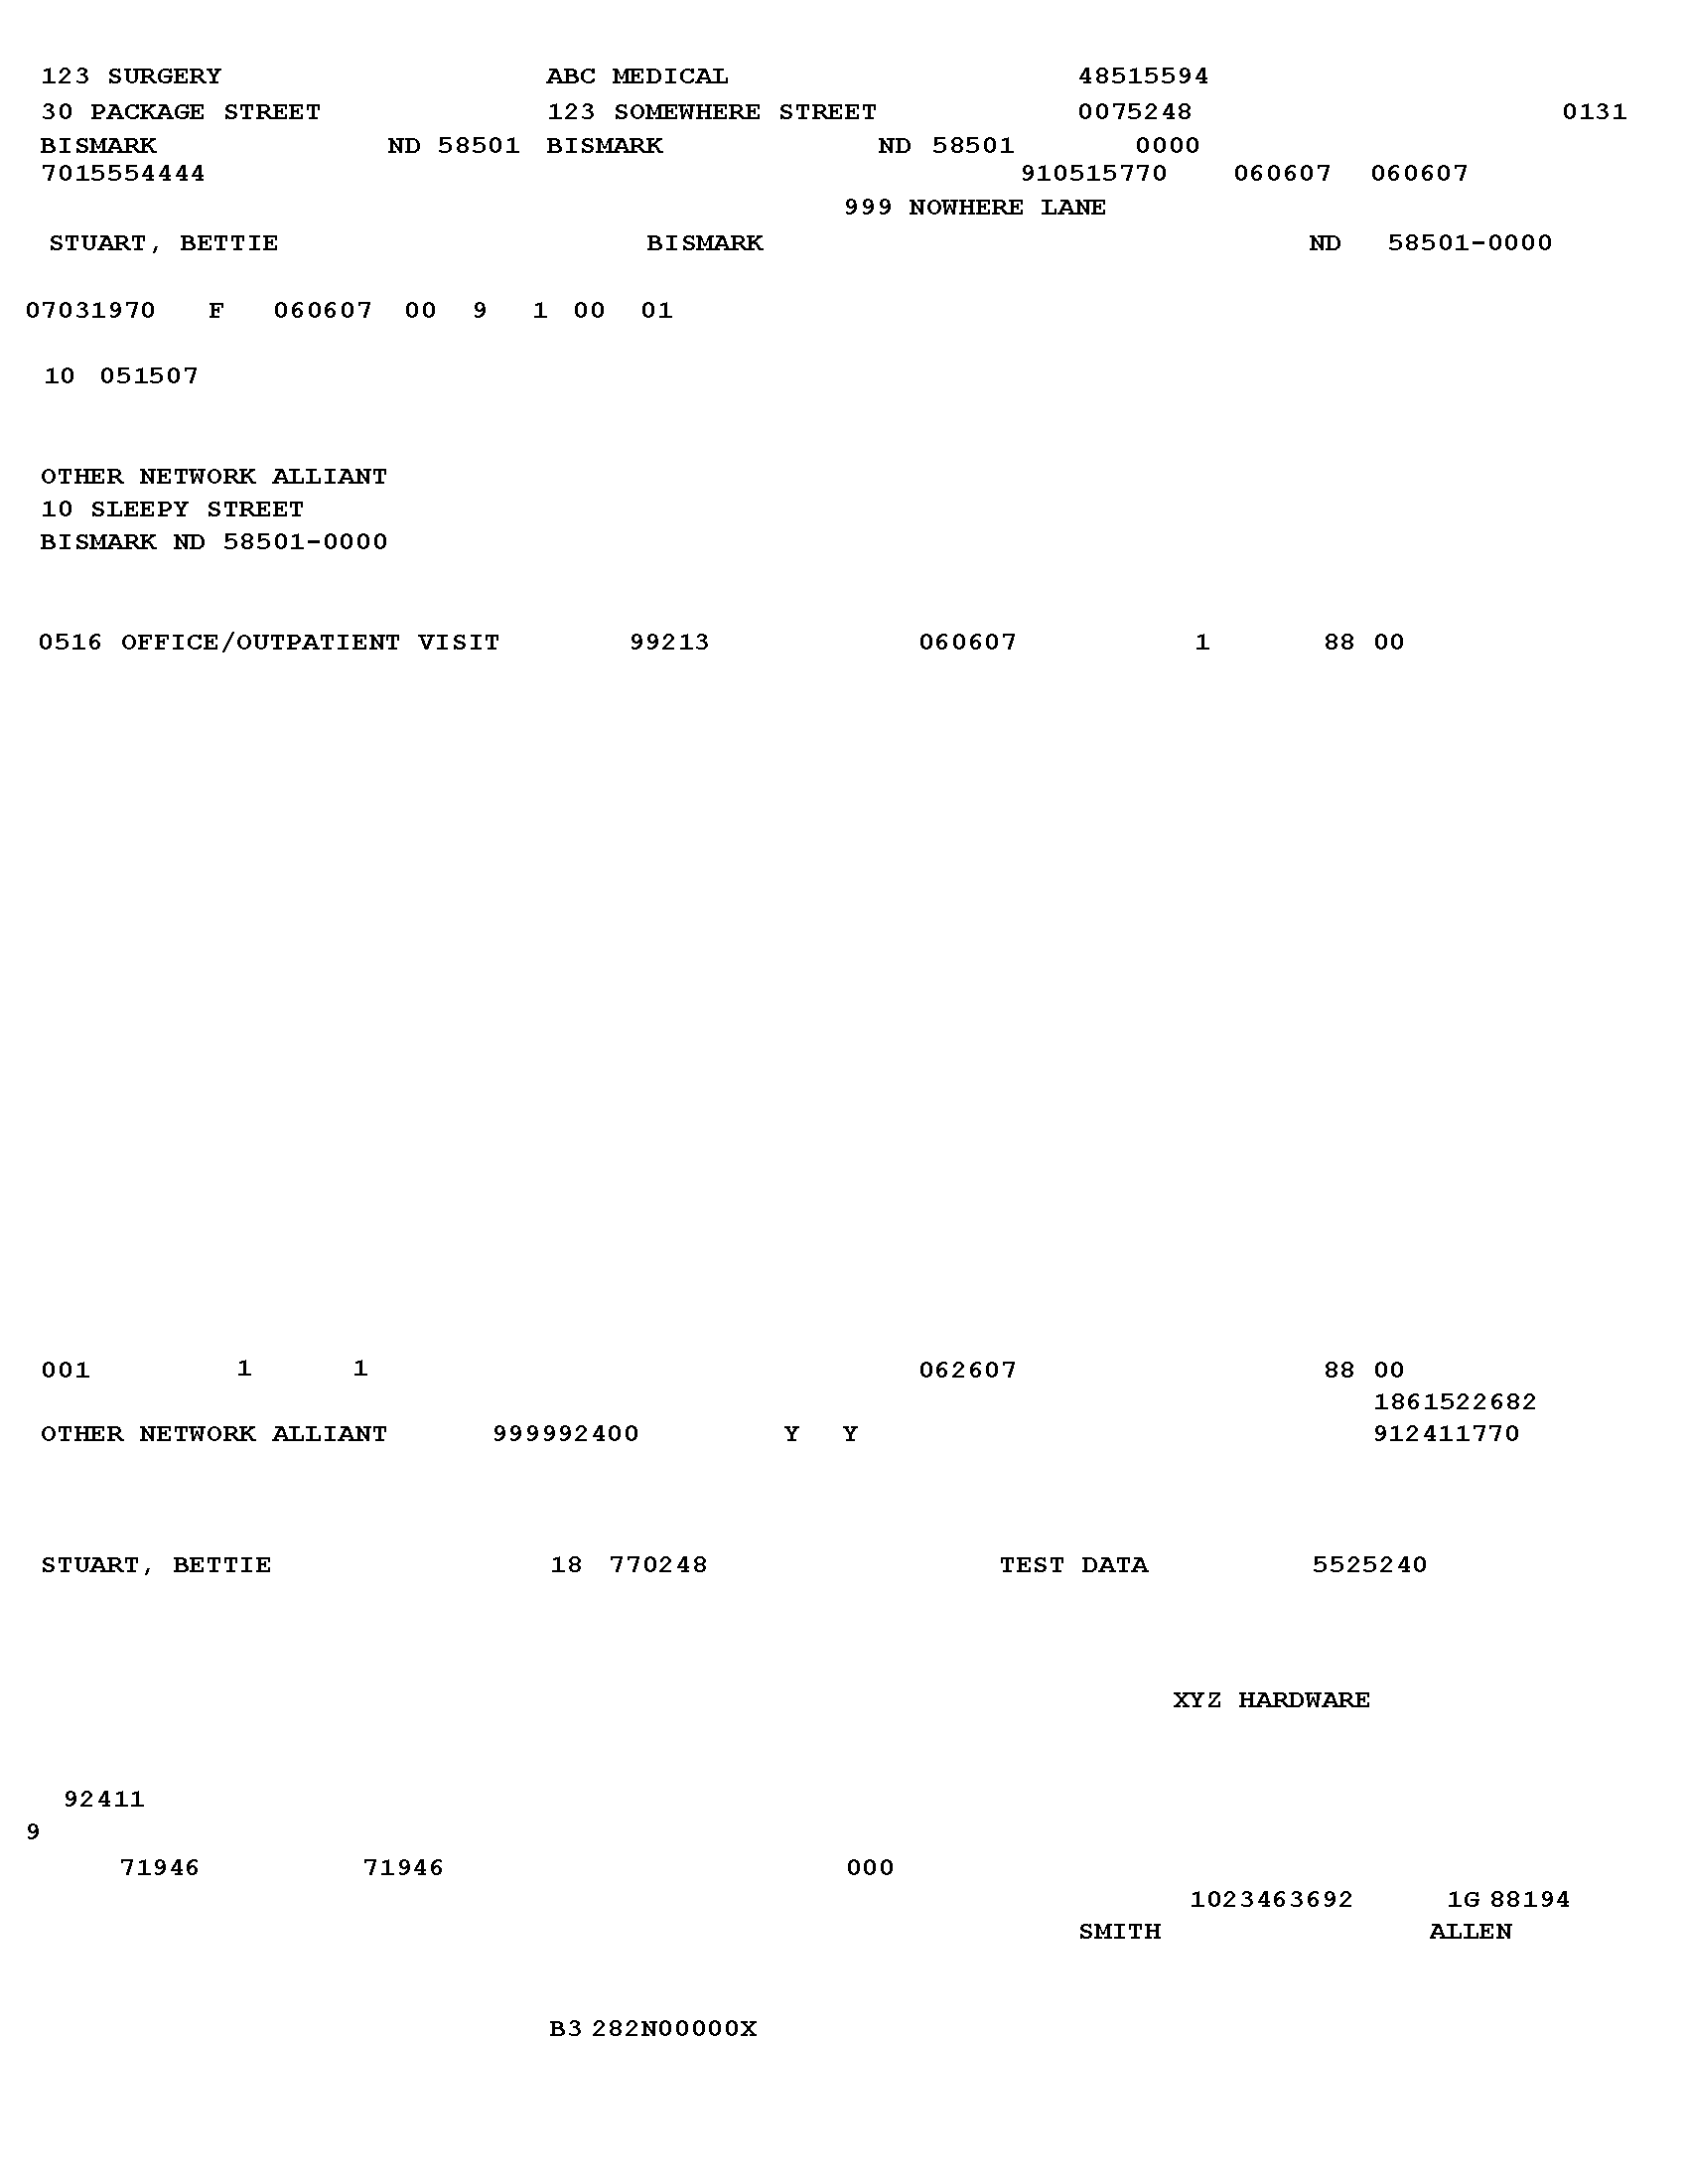 123 SURGERY ABC MEDICAL 48515594
30 PACKAGE STREET 123 SOMEWHERE STREET 0075248 0131
BISMARK ND 58501 BISMARK ND 58501 0000
7015554444 910515770 060607 060607
999 NOWHERE LANE
STUART, BETTIE BISMARK ND 58501-0000
07031970 F 060607 00 9 1 00 01
10 051507
OTHER NETWORK ALLIANT
10 SLEEPY STREET
BISMARK ND 58501-0000
0516 OFFICE/OUTPATIENT VISIT 99213 060607 1 88 00
001 1 1 062607 88 00
1861522682
OTHER NETWORK ALLIANT 999992400 Y Y 912411770
STUART, BETTIE 18 770248 TEST DATA 5525240
XYZ HARDWARE
92411
9
71946 71946 000
1023463692 1G 88194
SMITH ALLEN
B3 282N00000X